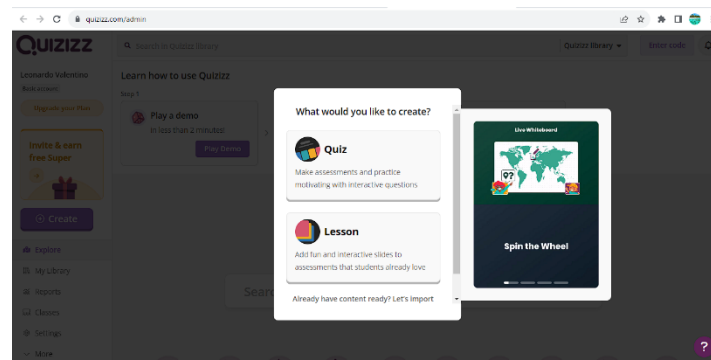 quizizz.com/admin
QUIZIZZ
Search in Quizizz library
Quizizz library
Enter code
Leonardo Valentino
Basic account
Upgrade your Plan
Invite & earn
free Super
Create
Explore
My Library
Reports
Classes
Settings
More
Learn how to use Quizizz
Step 1
Play a demo
in less than 2 minutes!
Play Demo
Sear
What would you like to create?
Quiz
Make assessments and practice
motivating with interactive questions
Lesson
Add fun and interactive slides to
assessments that students already love
Already have content ready? Let's import
Live Whiteboard
Spin the Wheel
?